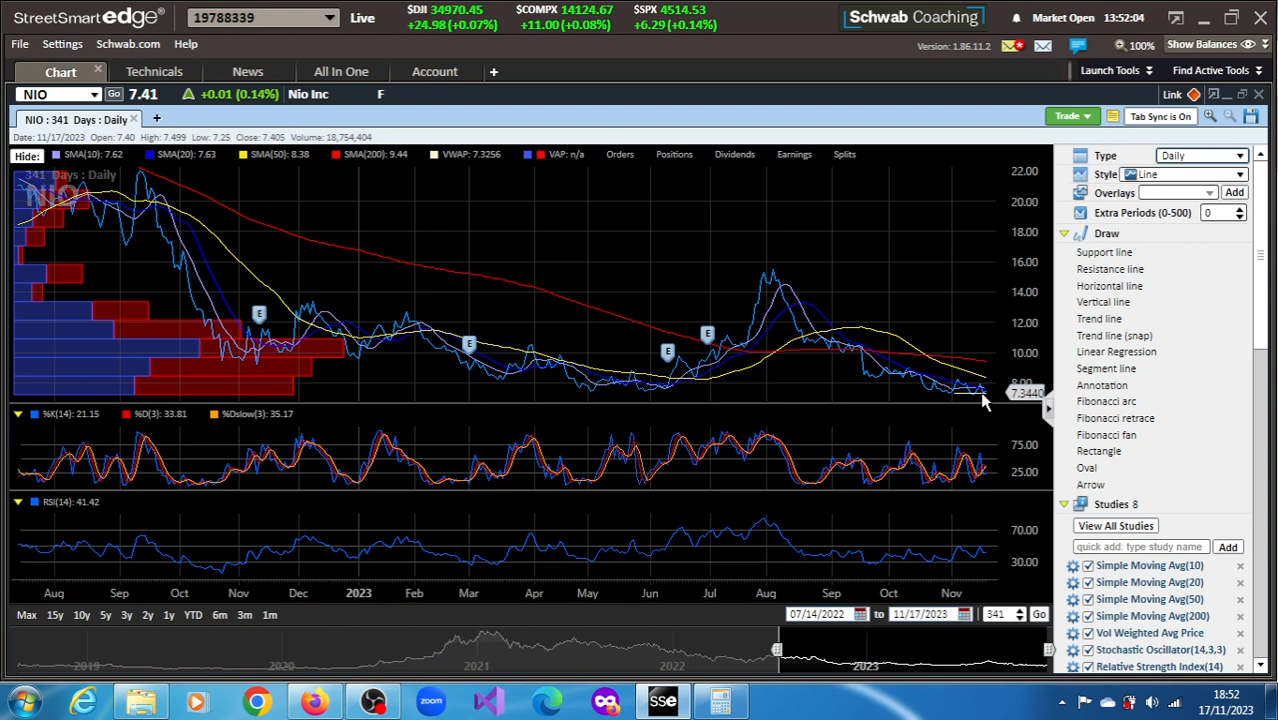 StreetSmart edge® 19788339 Live $DJI 34970.45 $COMPX 14124.67 $SPX 4514.53 Schwab Coaching Market Open 13:52:04
+24.98 (+0.07%) +11.00 (+0.08%) +6.29 (+0.14%)
File Settings Schwab.com Help Version: 1.86.11.2 100% Show Balances
Chart Technicals News All In One Account + Launch Tools Find Active Tools
NIO Go 7.41 +0.01 (0.14%) Nio Inc F Link
NIO : 341 Days : Daily + Trade Tab Sync is On
Date: 11/17/2023 Open: 7.40 High: 7.499 Low: 7.25 Close: 7.405 Volume: 18,754,404
Hide: SMA(10): 7.62 SMA(20): 7.63 SMA(50): 8.38 SMA(200): 9.44 VWAP: 7.3256 VAP: n/a Orders Positions Dividends Earnings Splits
341 Days : Daily
NIO
22.00
20.00
18.00
16.00
14.00
12.00
10.00
8.00
7.3440
E
E
E
E
%K(14): 21.15 %D(3): 33.81 %Dslow(3): 35.17
75.00
25.00
RSI(14): 41.42
70.00
30.00
Aug Sep Oct Nov Dec 2023 Feb Mar Apr May Jun Jul Aug Sep Oct Nov
Max 15y 10y 5y 3y 2y 1y YTD 6m 3m 1m 07/14/2022 to 11/17/2023 341 Go
2019 2020 2021 2022 2023
Type Daily
Style Line
Overlays Add
Extra Periods (0-500) 0
Draw
Support line
Resistance line
Horizontal line
Vertical line
Trend line
Trend line (snap)
Linear Regression
Segment line
Annotation
Fibonacci arc
Fibonacci retrace
Fibonacci fan
Rectangle
Oval
Arrow
Studies 8
View All Studies
quick add: type study name Add
Simple Moving Avg(10)
Simple Moving Avg(20)
Simple Moving Avg(50)
Simple Moving Avg(200)
Vol Weighted Avg Price
Stochastic Oscillator(14,3,3)
Relative Strength Index(14)
zoom sse 18:52
17/11/2023